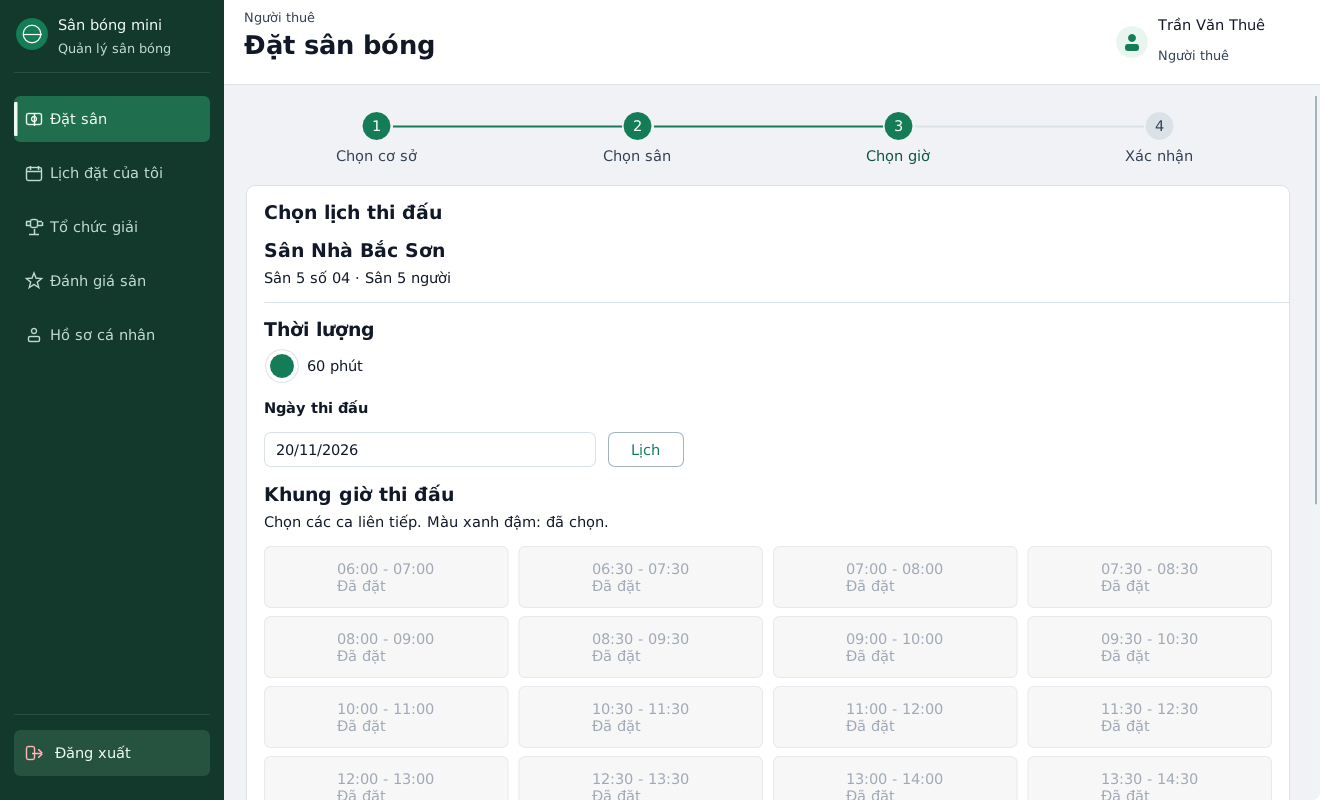 Sân bóng mini
Quản lý sân bóng
Đặt sân
Lịch đặt của tôi
Tổ chức giải
Đánh giá sân
Hồ sơ cá nhân
Đăng xuất
Người thuê
Đặt sân bóng
Trần Văn Thuê
Người thuê
1
2
3
4
Chọn cơ sở
Chọn sân
Chọn giờ
Xác nhận
Chọn lịch thi đấu
Sân Nhà Bắc Sơn
Sân 5 số 04 · Sân 5 người
Thời lượng
60 phút
Ngày thi đấu
20/11/2026
Lịch
Khung giờ thi đấu
Chọn các ca liên tiếp. Màu xanh đậm: đã chọn.
06:00 - 07:00
Đã đặt
06:30 - 07:30
Đã đặt
07:00 - 08:00
Đã đặt
07:30 - 08:30
Đã đặt
08:00 - 09:00
Đã đặt
08:30 - 09:30
Đã đặt
09:00 - 10:00
Đã đặt
09:30 - 10:30
Đã đặt
10:00 - 11:00
Đã đặt
10:30 - 11:30
Đã đặt
11:00 - 12:00
Đã đặt
11:30 - 12:30
Đã đặt
12:00 - 13:00
Đã đặt
12:30 - 13:30
Đã đặt
13:00 - 14:00
Đã đặt
13:30 - 14:30
Đã đặt